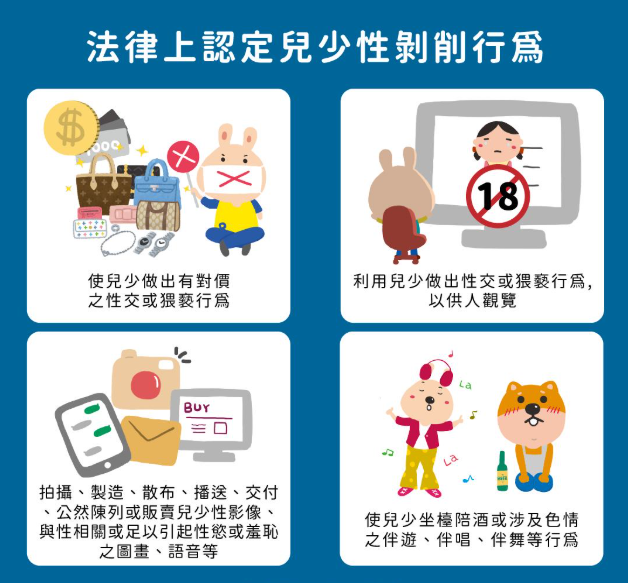 法律上認定兒少性剝削行爲
$
1000
使兒少做出有對價
之性交或猥褻行爲
18
利用兒少做出性交或猥褻行爲,
以供人觀覽
BUY
拍攝、製造、散布、播送、交付
、公然陳列或販賣兒少性影像、
與性相關或足以引起性慾或羞恥
之圖畫、語音等
La
La
使兒少坐檯陪酒或涉及色情
之伴遊、伴唱、伴舞等行爲